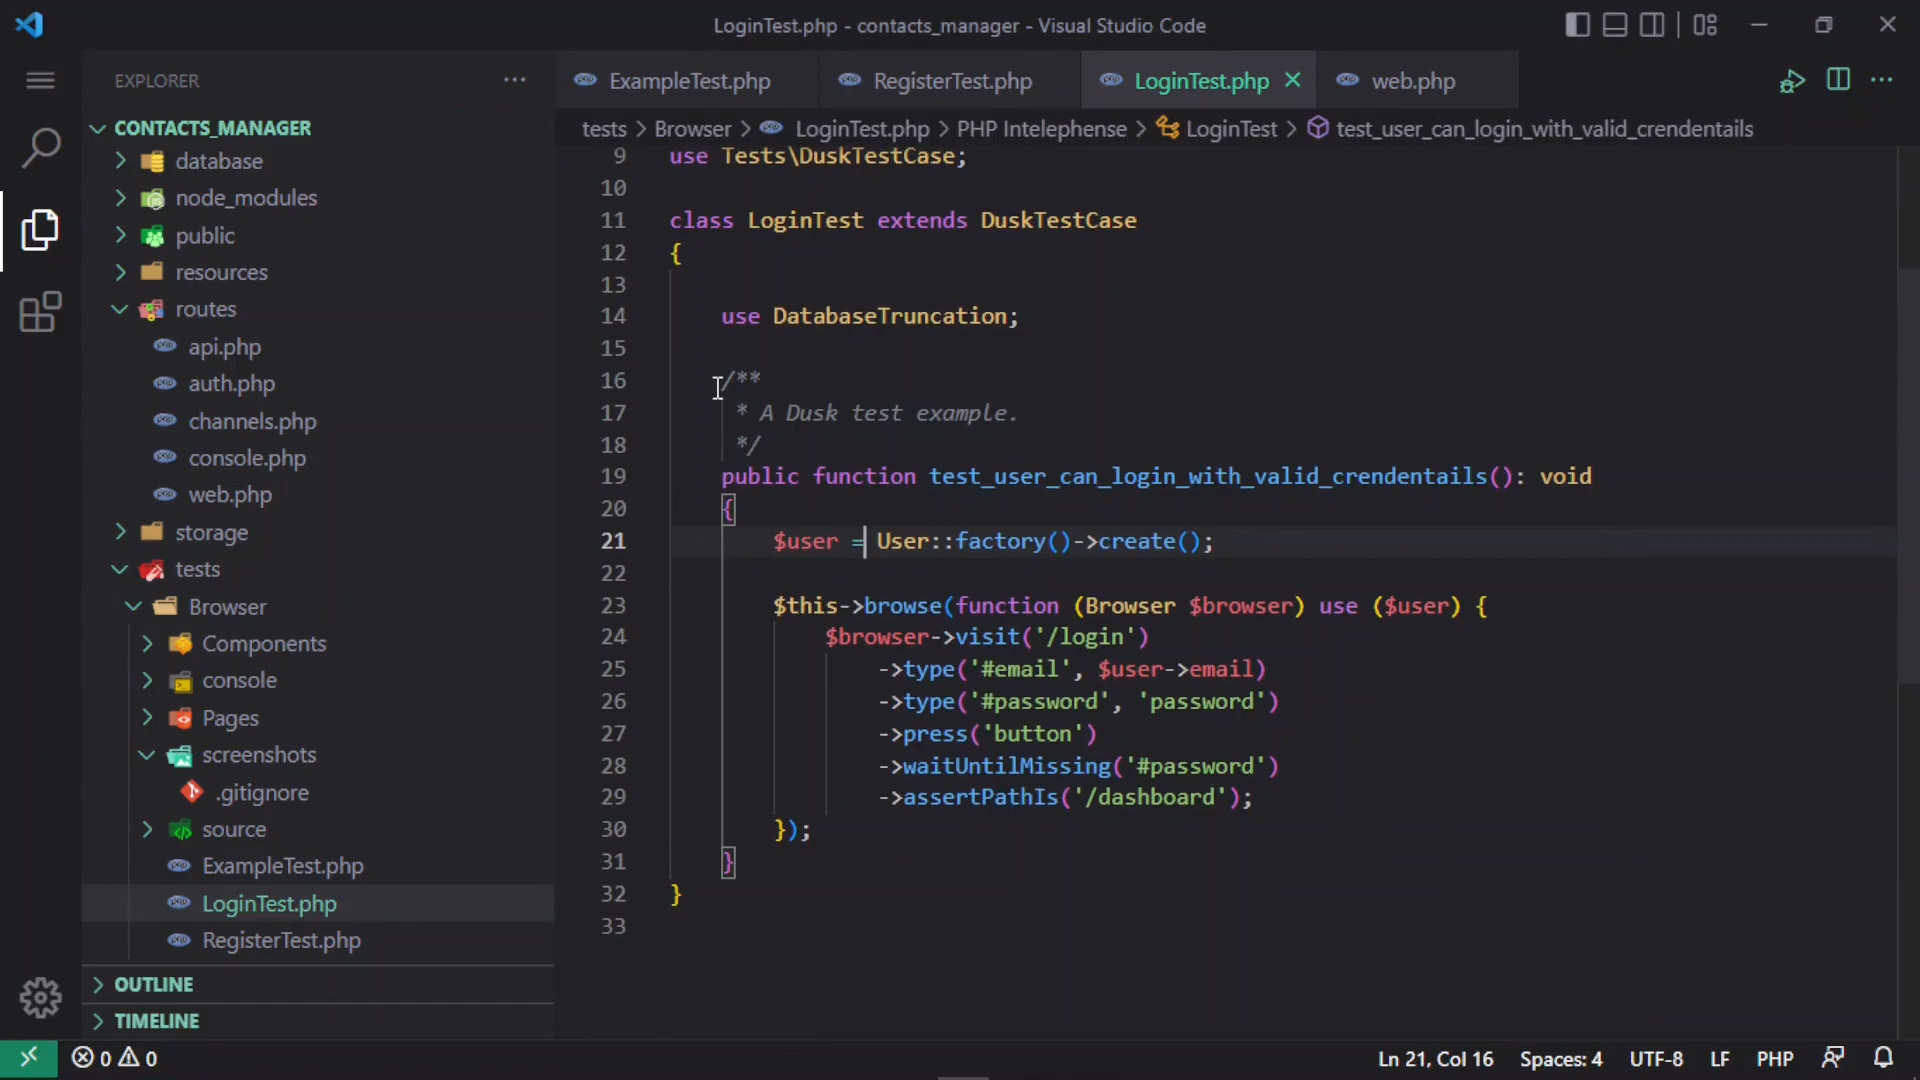 LoginTest.php - contacts_manager - Visual Studio Code
EXPLORER
CONTACTS_MANAGER
database
node_modules
public
resources
routes
api.php
auth.php
channels.php
console.php
web.php
storage
tests
Browser
Components
console
Pages
screenshots
.gitignore
source
ExampleTest.php
LoginTest.php
RegisterTest.php
OUTLINE
TIMELINE
ExampleTest.php RegisterTest.php LoginTest.php web.php
tests > Browser > LoginTest.php > PHP Intelephense > LoginTest > test_user_can_login_with_valid_crendentails
9 use Tests\DuskTestCase;
10
11 class LoginTest extends DuskTestCase
12 {
13
14 use DatabaseTruncation;
15
16 /**
17 * A Dusk test example.
18 */
19 public function test_user_can_login_with_valid_crendentails(): void
20 {
21 $user = User::factory()->create();
22
23 $this->browse(function (Browser $browser) use ($user) {
24 $browser->visit('/login')
25 ->type('#email', $user->email)
26 ->type('#password', 'password')
27 ->press('button')
28 ->waitUntilMissing('#password')
29 ->assertPathIs('/dashboard');
30 });
31 }
32 }
33
0 0 Ln 21, Col 16 Spaces: 4 UTF-8 LF PHP